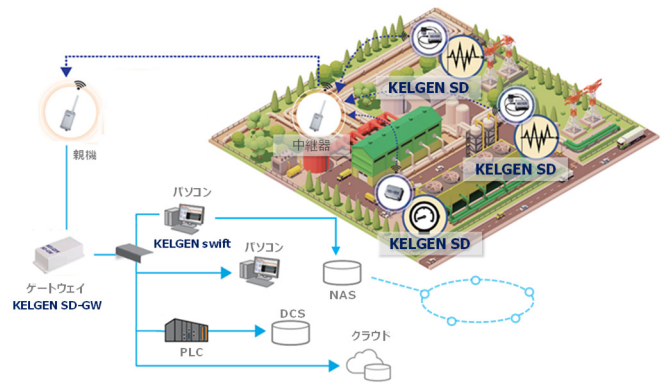 KELGEN SD
KELGEN SD
中継器
親機
パソコン
KELGEN swift
KELGEN SD
パソコン
ゲートウェイ
KELGEN SD-GW
NAS
DCS
PLC
クラウド